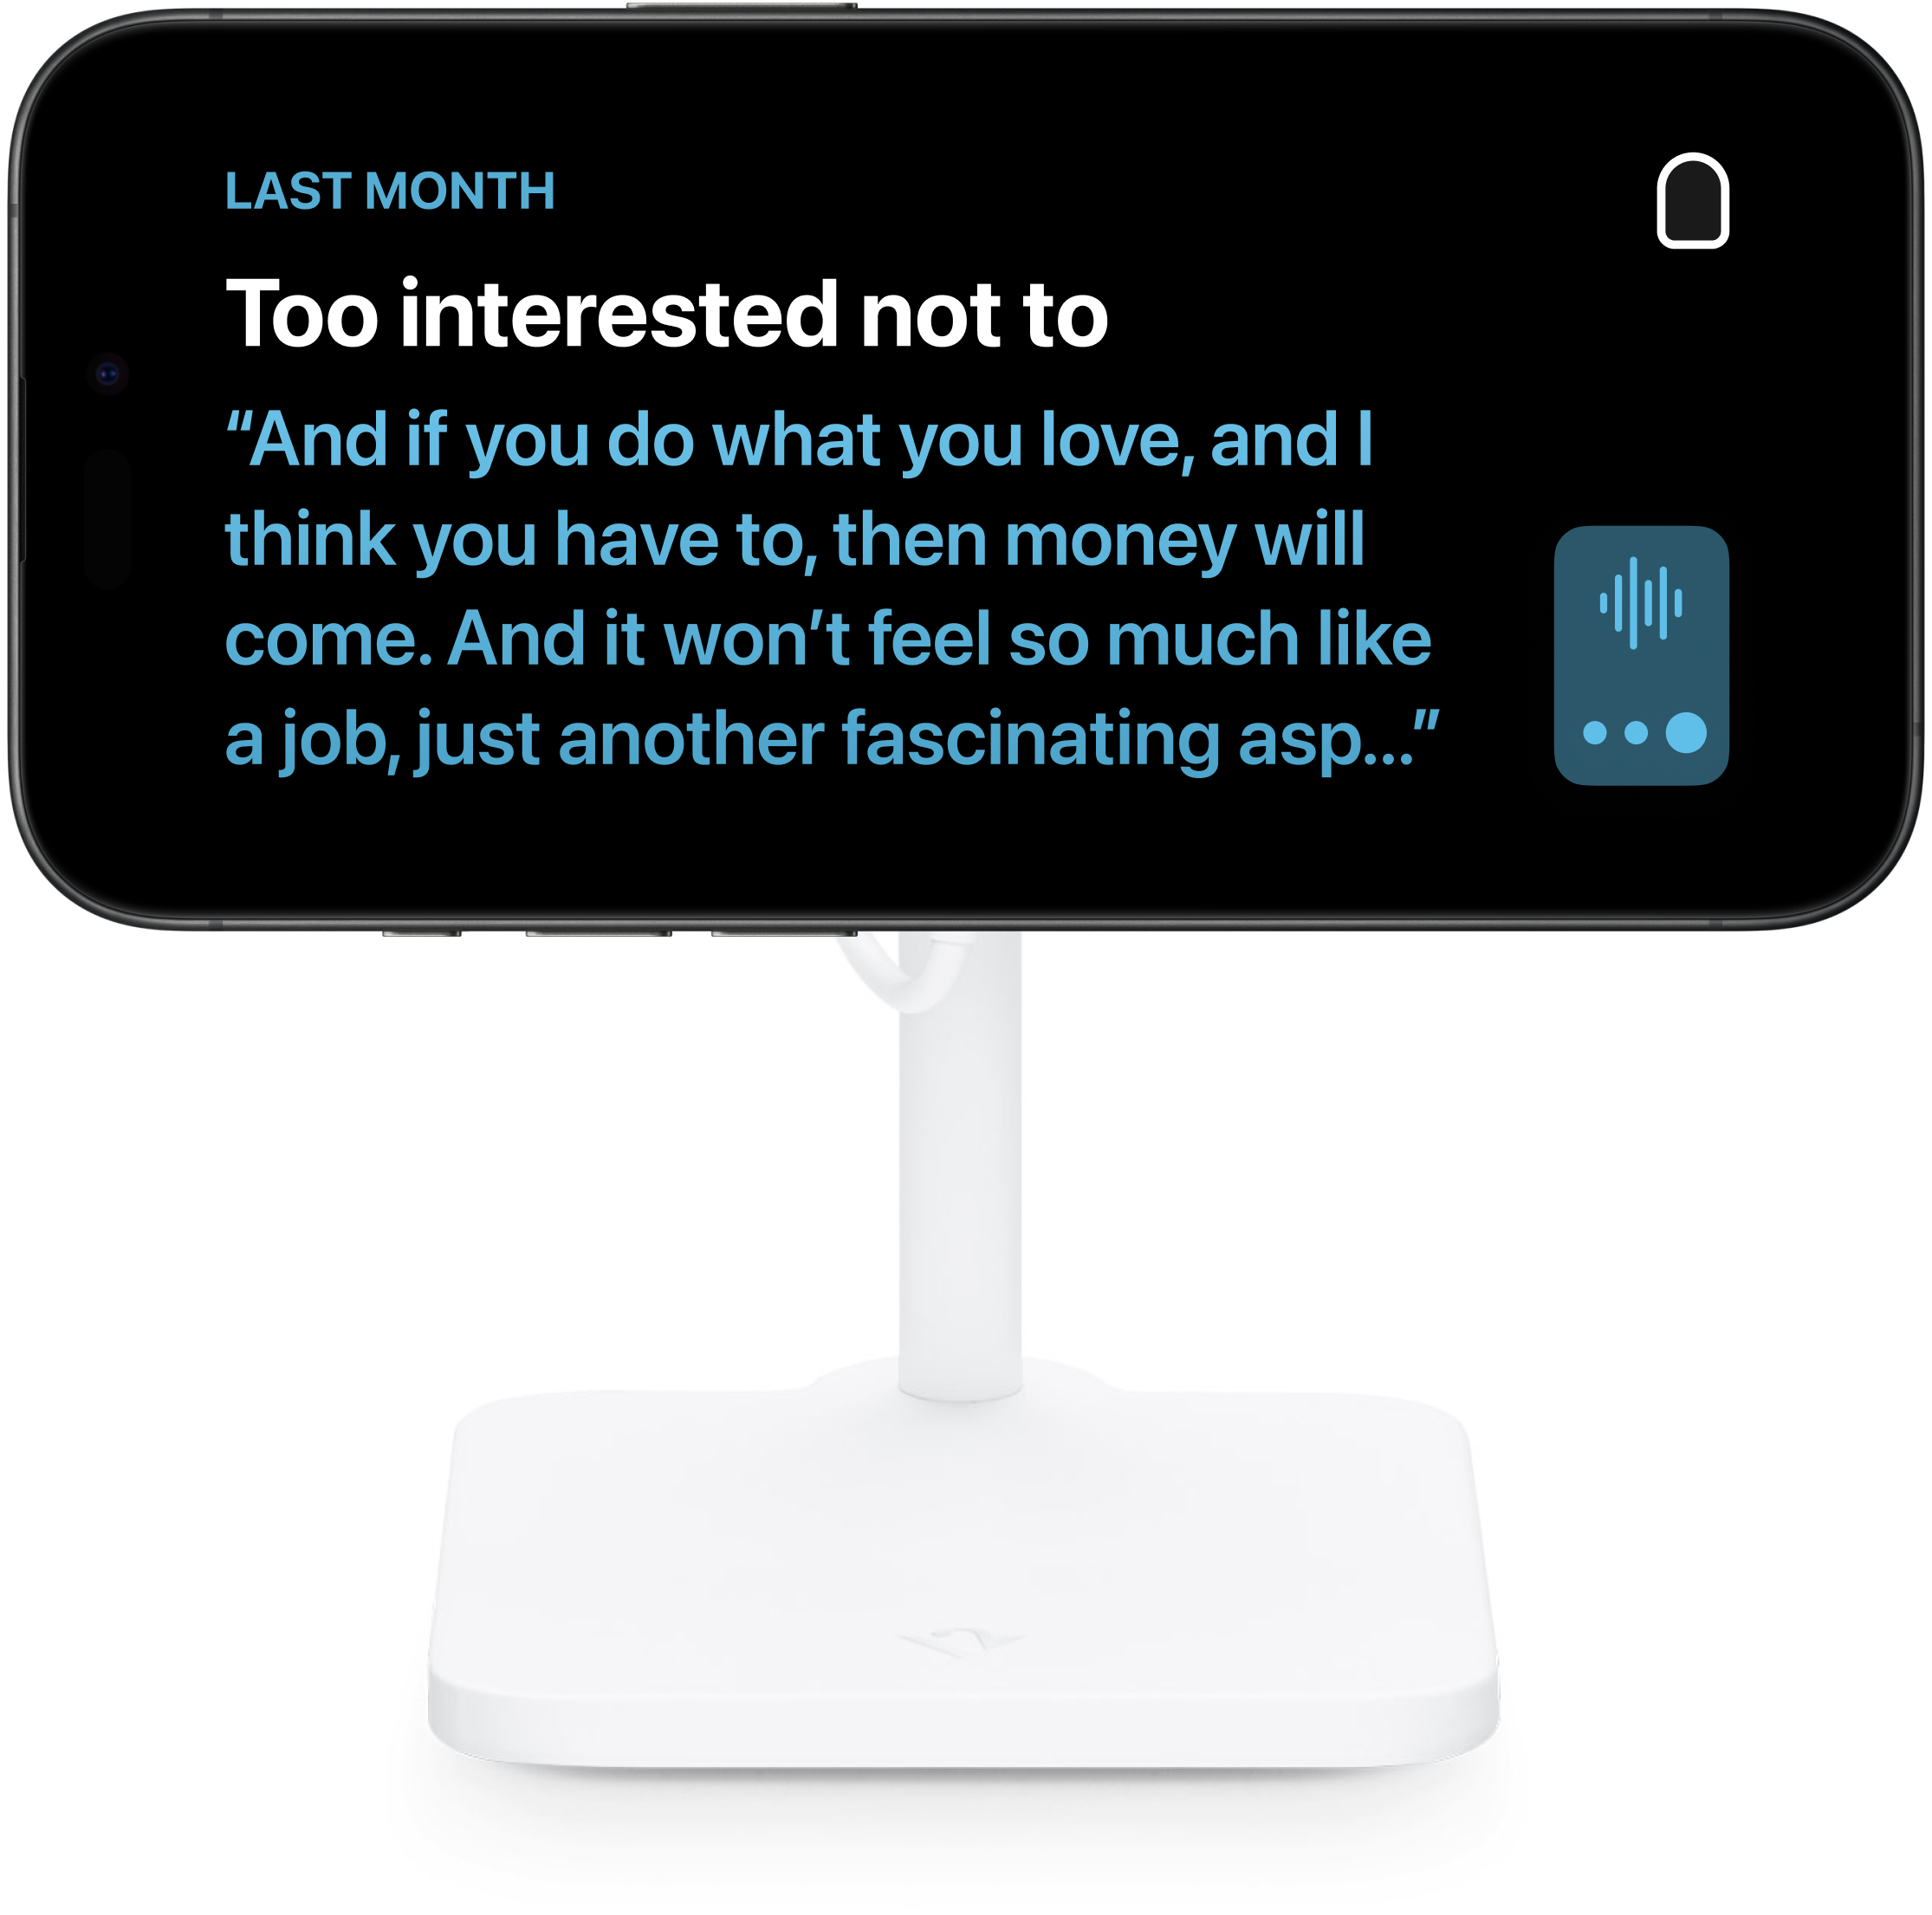 LAST MONTH
Too interested not to
“And if you do what you love, and I
think you have to, then money will
come. And it won’t feel so much like
a job, just another fascinating asp...”